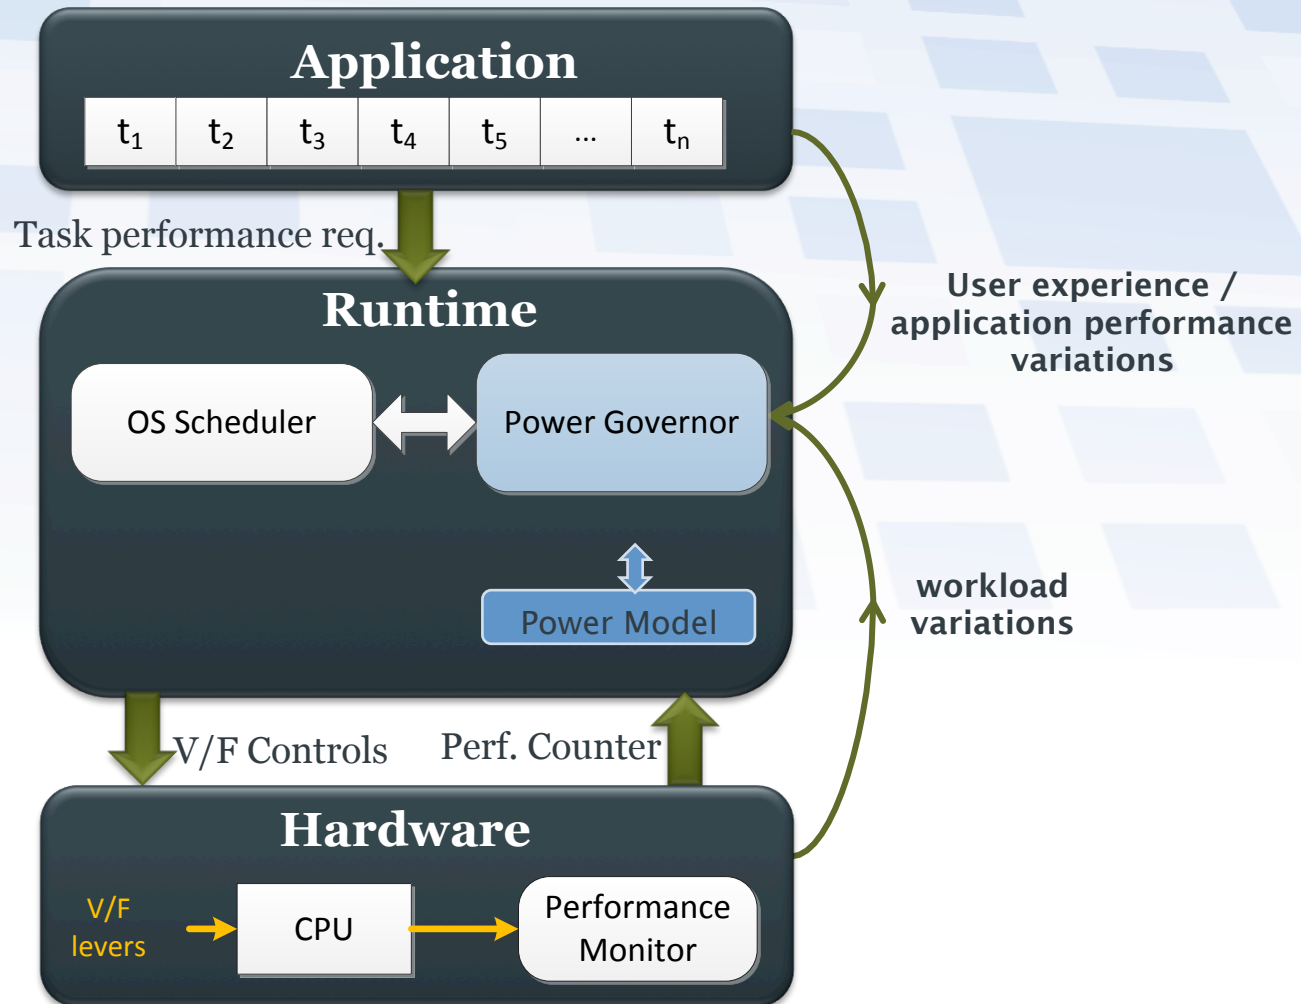 Application
t1 t2 t3 t4 t5 ... tn
Task performance req.
Runtime
User experience /
application performance
variations
OS Scheduler
Power Governor
Power Model
workload
variations
V/F Controls
Perf. Counter
Hardware
V/F
levers
CPU
Performance
Monitor